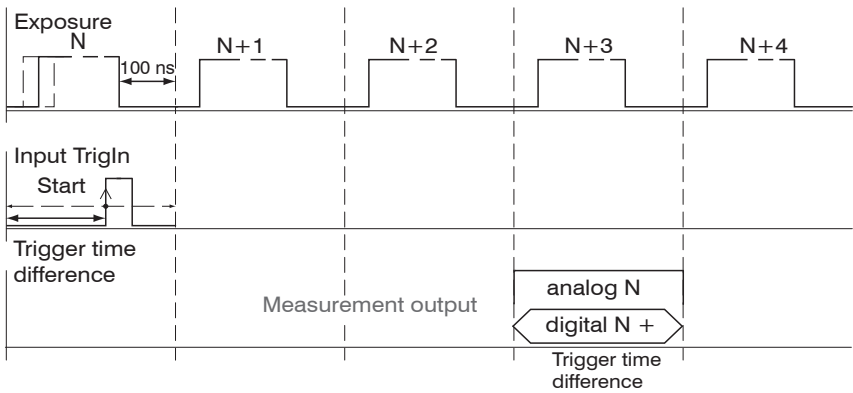 Exposure
N
N+1
N+2
N+3
N+4
100 ns
Input TrigIn
Start
Trigger time
difference
Measurement output
analog N
digital N +
Trigger time
difference